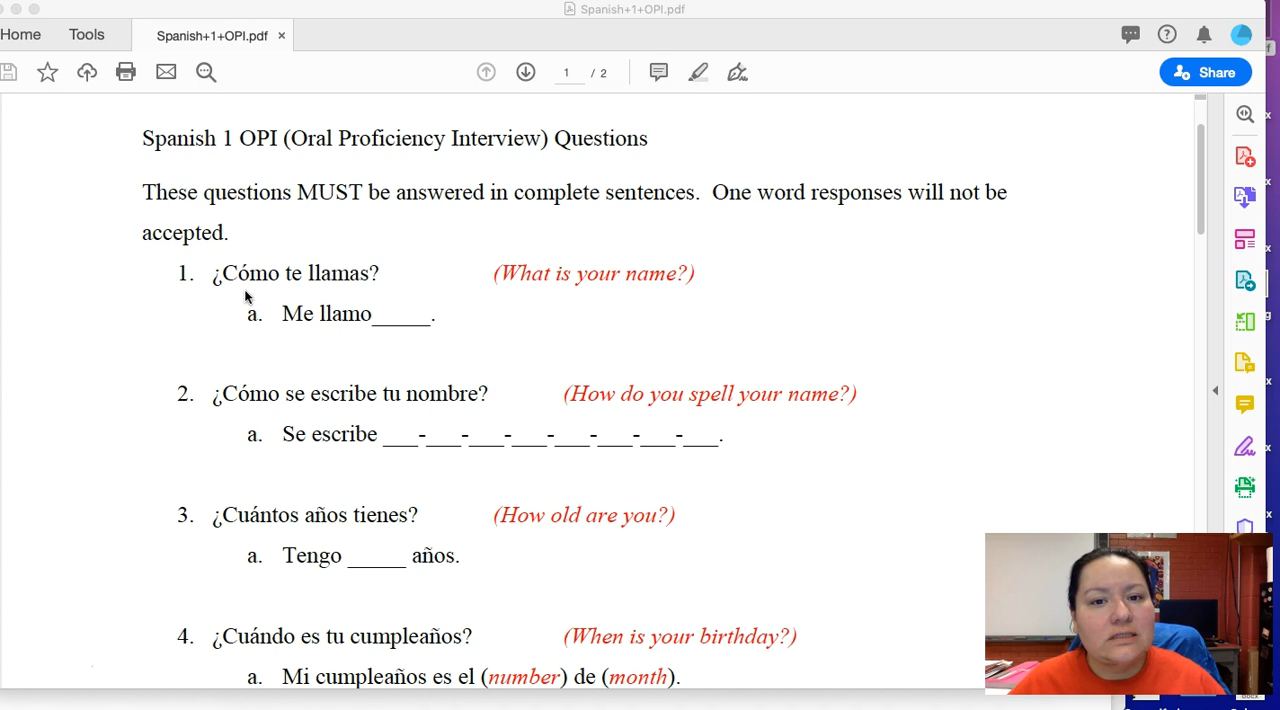 Spanish+1+OPI.pdf
Home Tools Spanish+1+OPI.pdf ×
1 / 2 Share
Spanish 1 OPI (Oral Proficiency Interview) Questions
These questions MUST be answered in complete sentences. One word responses will not be
accepted.
1. ¿Cómo te llamas? (What is your name?)
a. Me llamo_____.
2. ¿Cómo se escribe tu nombre? (How do you spell your name?)
a. Se escribe ___-___-___-___-___-___-___-___.
3. ¿Cuántos años tienes? (How old are you?)
a. Tengo _____ años.
4. ¿Cuándo es tu cumpleaños? (When is your birthday?)
a. Mi cumpleaños es el (number) de (month).